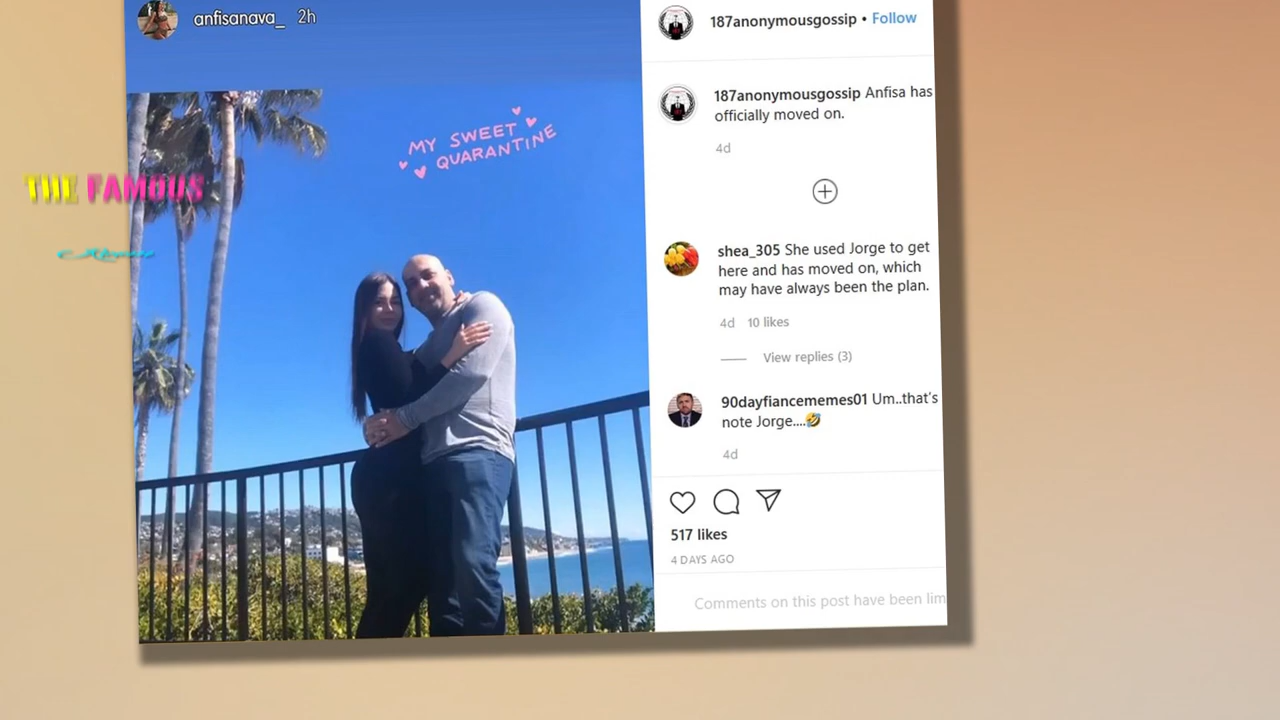 anfisanava_ 2h
MY SWEET
QUARANTINE
THE FAMOUS
187anonymousgossip • Follow
187anonymousgossip Anfisa has
officially moved on.
4d
shea_305 She used Jorge to get
here and has moved on, which
may have always been the plan.
4d 10 likes
View replies (3)
90dayfiancememes01 Um..that's
note Jorge....🤣
4d
517 likes
4 DAYS AGO
Comments on this post have been lim